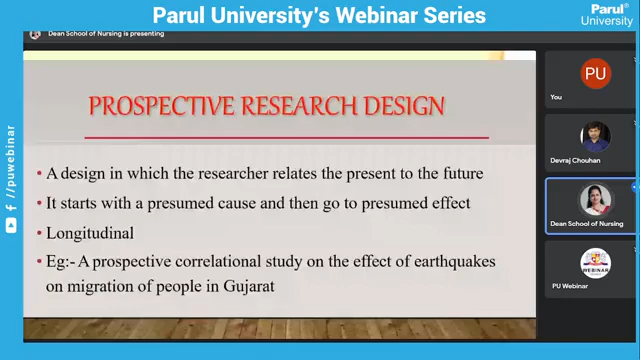 Parul University's Webinar Series
Parul®
University
Dean School of Nursing is presenting
PROSPECTIVE RESEARCH DESIGN
• A design in which the researcher relates the present to the future
• It starts with a presumed cause and then go to presumed effect
• Longitudinal
• Eg:- A prospective correlational study on the effect of earthquakes
on migration of people in Gujarat
PU
You
Devraj Chouhan
Dean School of Nursing
WEBINAR
PU Webinar
/puwebinar